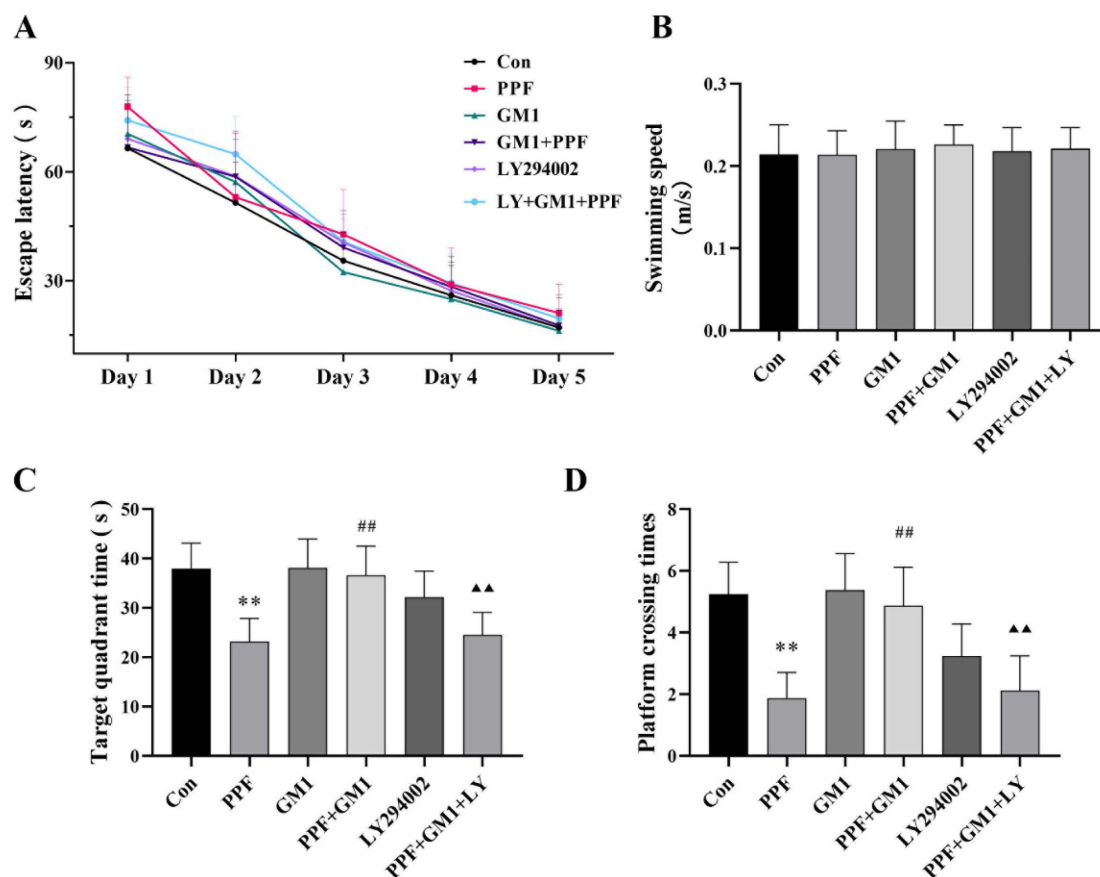 A
Escape latency ( s )
90
60
30
Day 1
Day 2
Day 3
Day 4
Day 5
Con
PPF
GM1
GM1+PPF
LY294002
LY+GM1+PPF
B
Swimming speed
(m/s)
0.3
0.2
0.1
0.0
Con
PPF
GM1
PPF+GM1
LY294002
PPF+GM1+LY
C
Target quadrant time ( s )
50
40
30
20
10
0
**
##
▲▲
Con
PPF
GM1
PPF+GM1
LY294002
PPF+GM1+LY
D
Platform crossing times
8
6
4
2
0
**
##
▲▲
Con
PPF
GM1
PPF+GM1
LY294002
PPF+GM1+LY